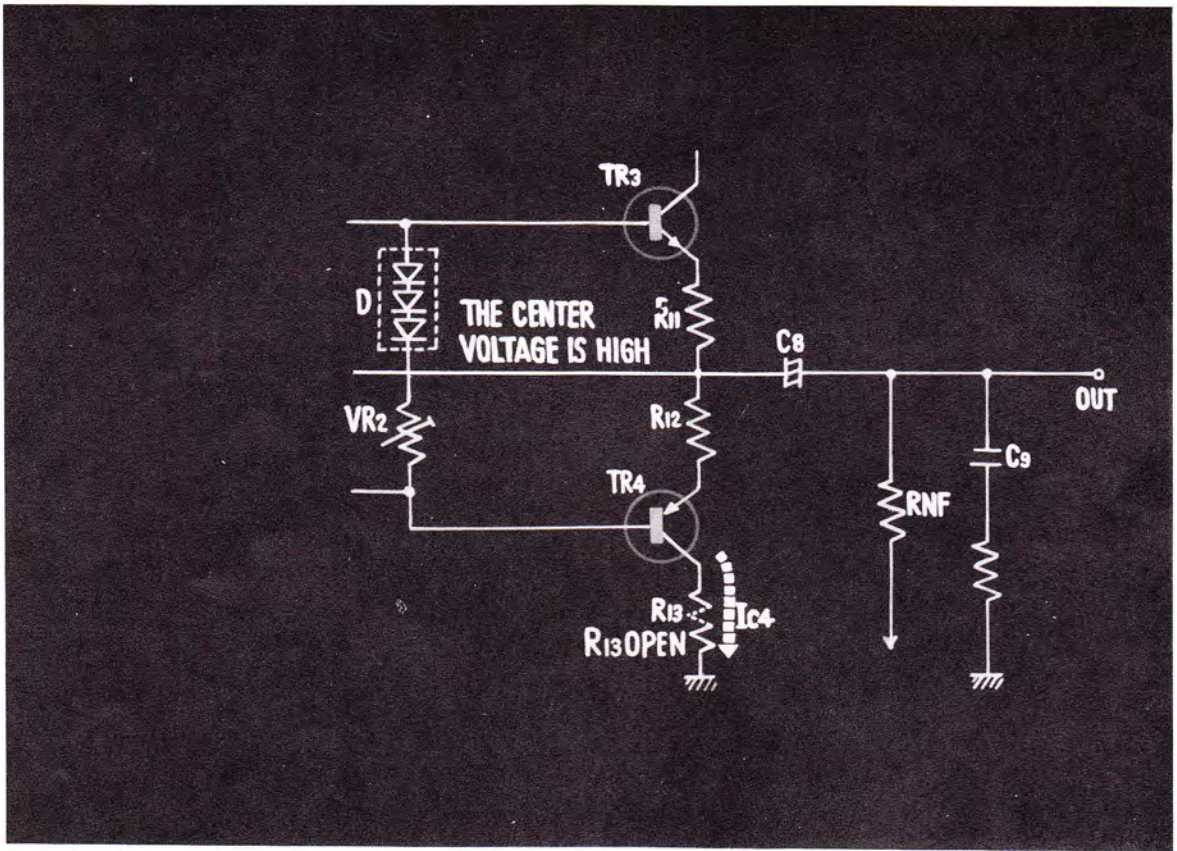 TR3
D
THE CENTER
VOLTAGE IS HIGH
R11
C8
OUT
VR2
R12
C9
TR4
RNF
R13
Ic4
R13 OPEN